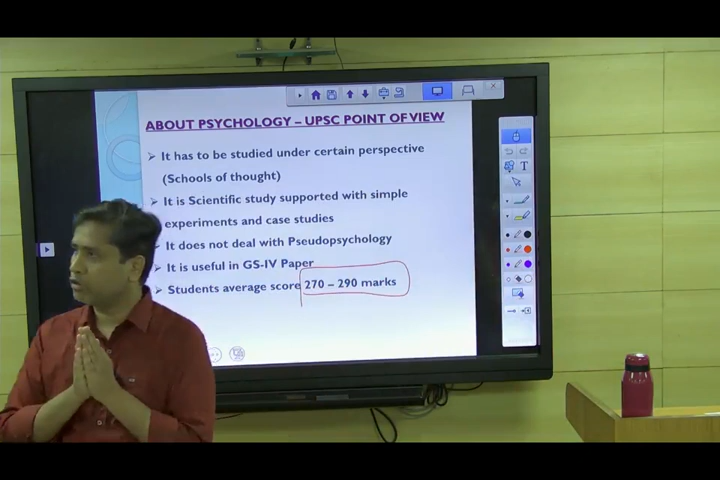 ABOUT PSYCHOLOGY – UPSC POINT OF VIEW
➢ It has to be studied under certain perspective
(Schools of thought)
➢ It is Scientific study supported with simple
experiments and case studies
➢ It does not deal with Pseudopsychology
➢ It is useful in GS-IV Paper
➢ Students average score 270 – 290 marks
T